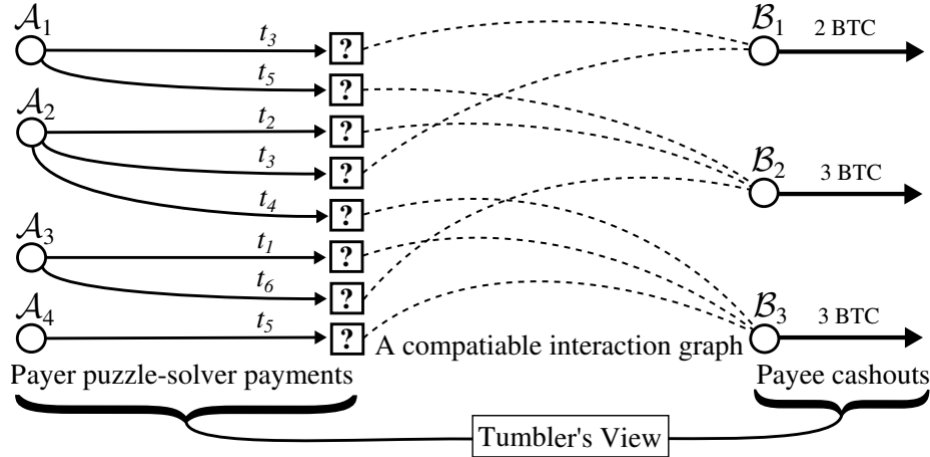 𝒜₁ t₃ ? ℬ₁ 2 BTC
t₅ ?
𝒜₂ t₂ ?
t₃ ? ℬ₂ 3 BTC
t₄ ?
𝒜₃ t₁ ?
t₆ ?
𝒜₄ t₅ ? ℬ₃ 3 BTC
A compatiable interaction graph
Payer puzzle-solver payments
Payee cashouts
Tumbler's View